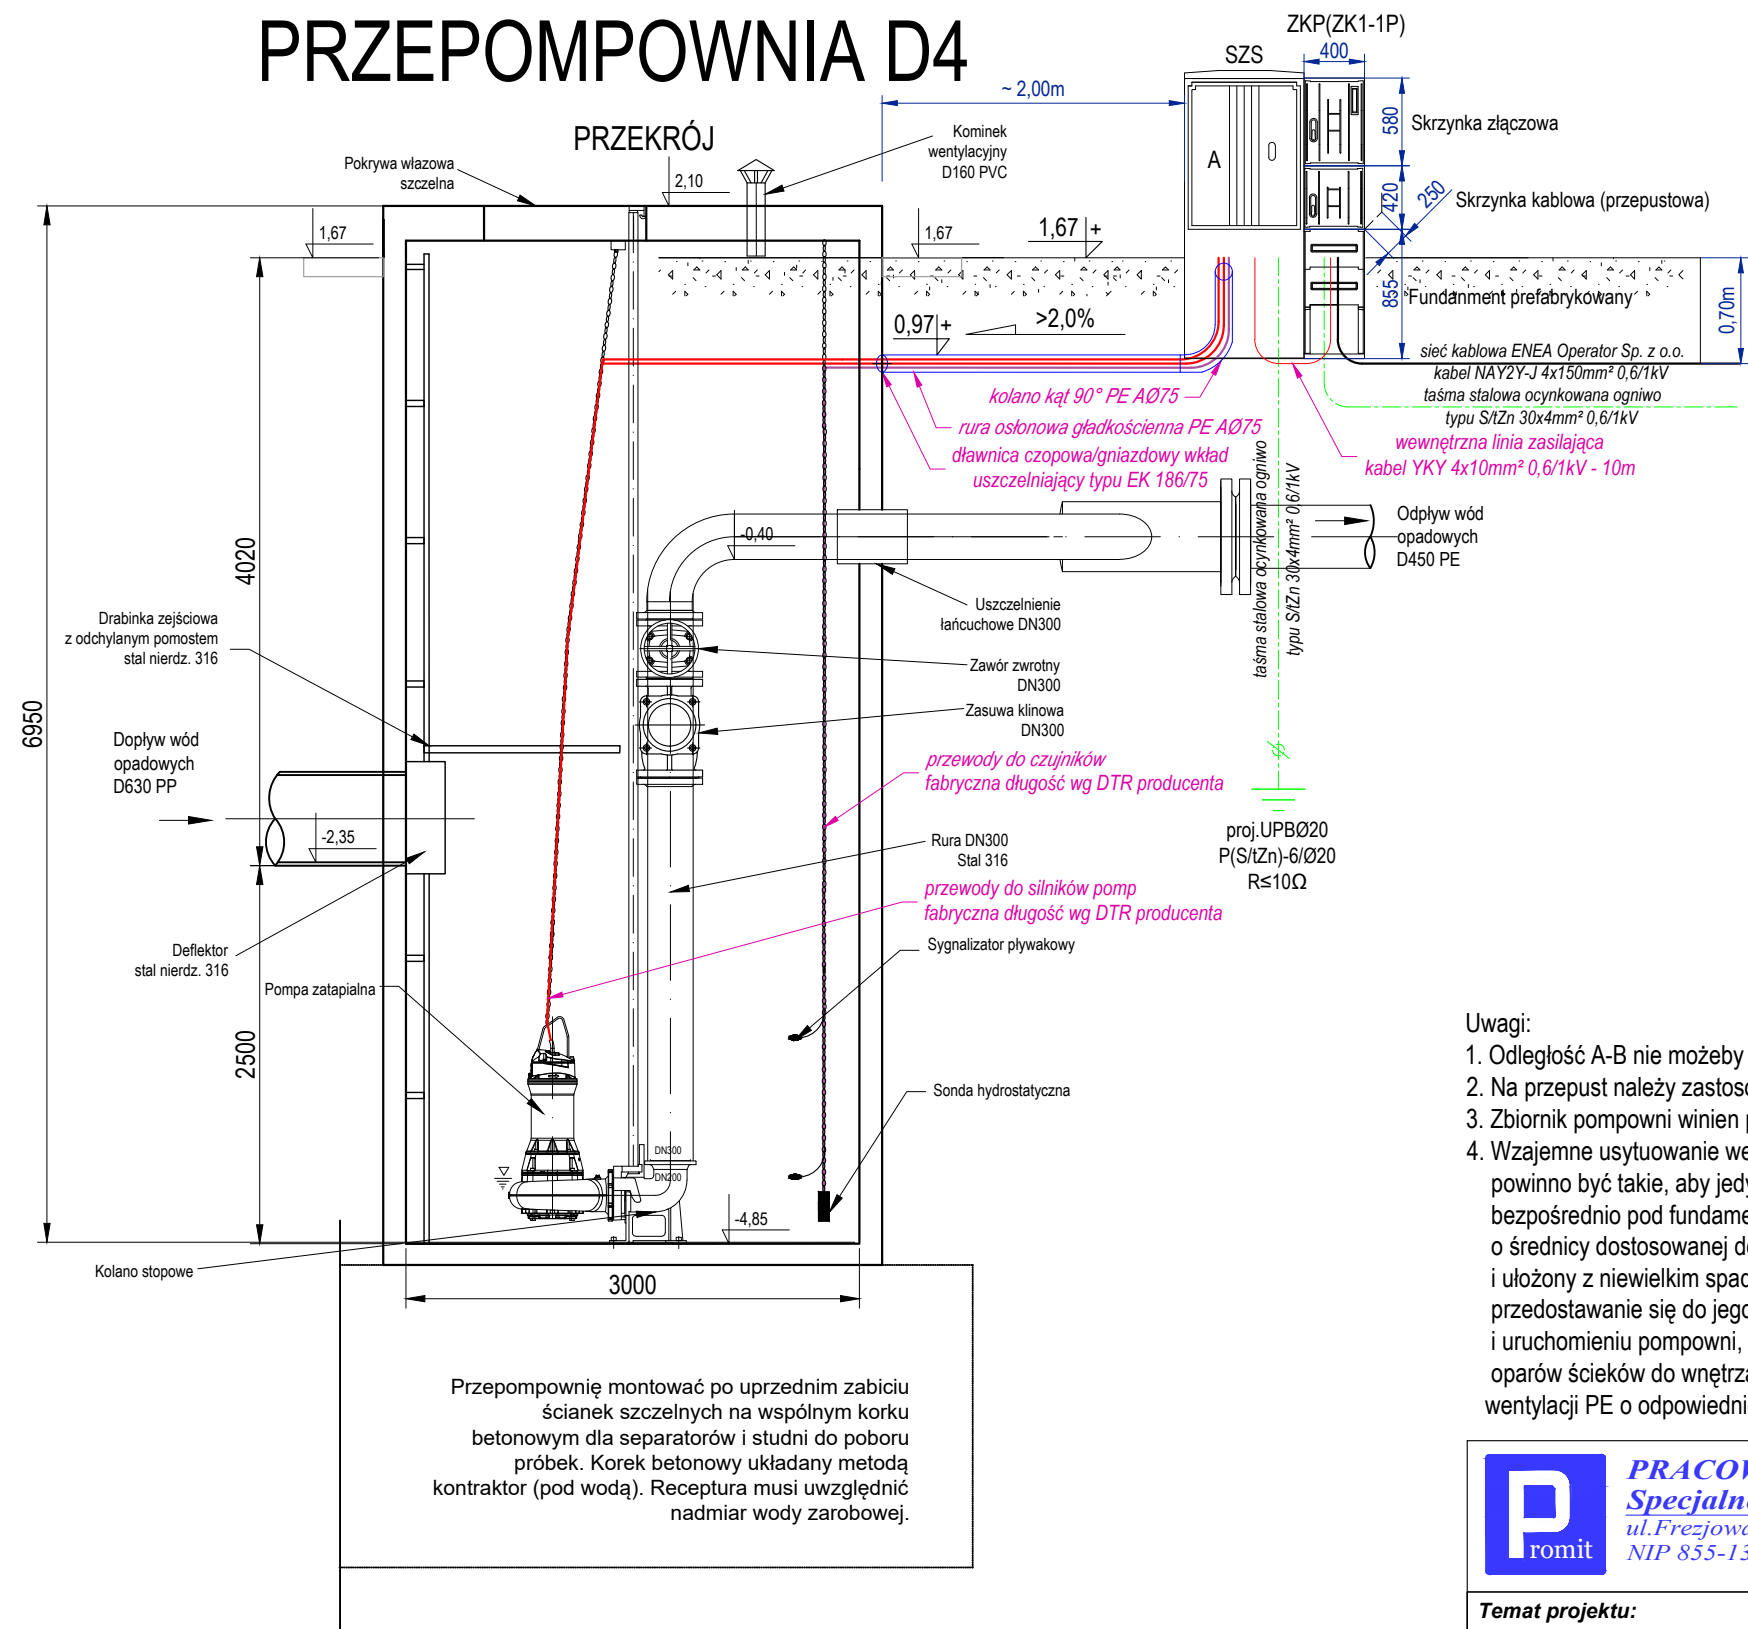 PRZEPOMPOWNIA D4
PRZEKRÓJ
ZKP(ZK1-1P)
SZS
400
~ 2,00m
580
Skrzynka złączowa
A
420
250
Skrzynka kablowa (przepustowa)
855
Fundanment prefabrykowany
0,70m
Pokrywa włazowa
szczelna
2,10
Kominek
wentylacyjny
D160 PVC
1,67
1,67
1,67 +
0,97 +
>2,0%
sieć kablowa ENEA Operator Sp. z o.o.
kabel NAY2Y-J 4x150mm² 0,6/1kV
taśma stalowa ocynkowana ogniwo
typu S/tZn 30x4mm² 0,6/1kV
kolano kąt 90° PE AØ75
rura osłonowa gładkościenna PE AØ75
dławnica czopowa/gniazdowy wkład
uszczelniający typu EK 186/75
wewnętrzna linia zasilająca
kabel YKY 4x10mm² 0,6/1kV - 10m
taśma stalowa ocynkowana ogniwo
typu S/tZn 30x4mm² 0,6/1kV
Odpływ wód
opadowych
D450 PE
-0,40
4020
6950
2500
Uszczelnienie
łańcuchowe DN300
Drabinka zejściowa
z odchylanym pomostem
stal nierdz. 316
Zawór zwrotny
DN300
Zasuwa klinowa
DN300
Dopływ wód
opadowych
D630 PP
-2,35
przewody do czujników
fabryczna długość wg DTR producenta
Rura DN300
Stal 316
przewody do silników pomp
fabryczna długość wg DTR producenta
proj.UPBØ20
P(S/tZn)-6/Ø20
R≤10Ω
Deflektor
stal nierdz. 316
Sygnalizator pływakowy
Pompa zatapialna
Sonda hydrostatyczna
DN300
DN200
-4,85
Kolano stopowe
3000
Przepompownię montować po uprzednim zabiciu
ścianek szczelnych na wspólnym korku
betonowym dla separatorów i studni do poboru
próbek. Korek betonowy układany metodą
kontraktor (pod wodą). Receptura musi uwzględnić
nadmiar wody zarobowej.
Uwagi:
1. Odległość A-B nie możeby
2. Na przepust należy zastoso
3. Zbiornik pompowni winien
4. Wzajemne usytuowanie we
powinno być takie, aby jedy
bezpośrednio pod fundame
o średnicy dostosowanej d
i ułożony z niewielkim spad
przedostawanie się do jego
i uruchomieniu pompowni,
oparów ścieków do wnętrza
wentylacji PE o odpowiedni
Promit
PRACOW
Specjaln
ul.Frezjowa
NIP 855-13
Temat projektu: